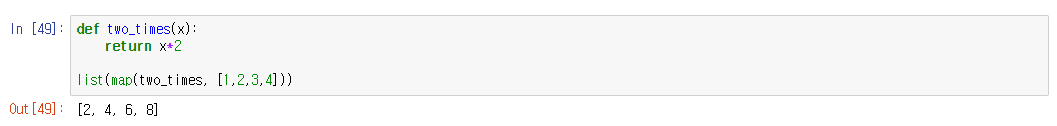 In [49]: def two_times(x):
    return x*2
list(map(two_times, [1,2,3,4]))
Out[49]: [2, 4, 6, 8]